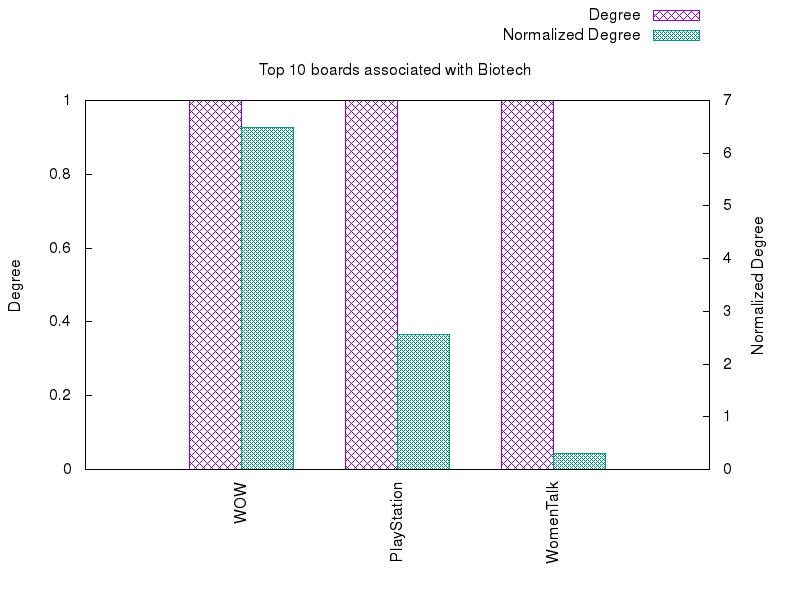 Degree
Normalized Degree
Top 10 boards associated with Biotech
1
0.8
0.6
0.4
0.2
0
7
6
5
4
3
2
1
0
Degree
Normalized Degree
WOW
PlayStation
WomenTalk